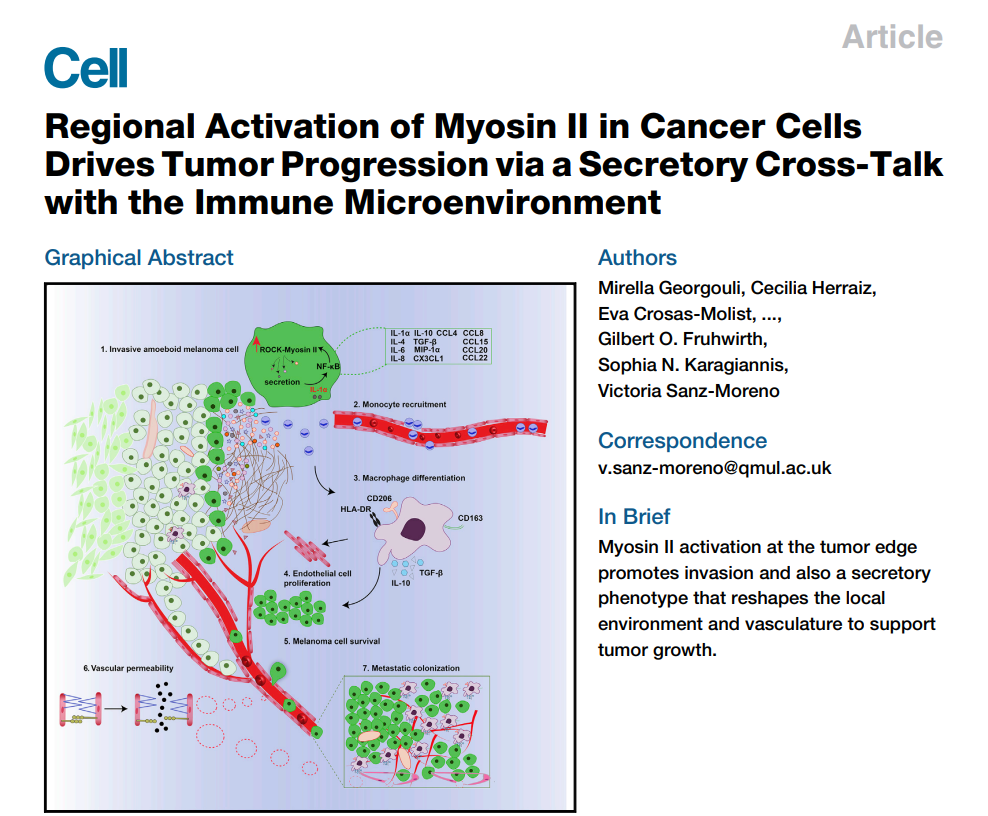 Article
Cell
Regional Activation of Myosin II in Cancer Cells
Drives Tumor Progression via a Secretory Cross-Talk
with the Immune Microenvironment
Graphical Abstract
1. Invasive amoeboid melanoma cell
ROCK-Myosin II
NF-κB
secretion
IL-1α
IL-1α IL-10 CCL4 CCL8
IL-4 TGF-β CCL15
IL-6 MIP-1α CCL20
IL-8 CX3CL1 CCL22
2. Monocyte recruitment
3. Macrophage differentiation
CD206
HLA-DR
CD163
TGF-β
IL-10
4. Endothelial cell
proliferation
5. Melanoma cell survival
6. Vascular permeability
7. Metastatic colonization
Authors
Mirella Georgouli, Cecilia Herraiz,
Eva Crosas-Molist, ...,
Gilbert O. Fruhwirth,
Sophia N. Karagiannis,
Victoria Sanz-Moreno
Correspondence
v.sanz-moreno@qmul.ac.uk
In Brief
Myosin II activation at the tumor edge
promotes invasion and also a secretory
phenotype that reshapes the local
environment and vasculature to support
tumor growth.